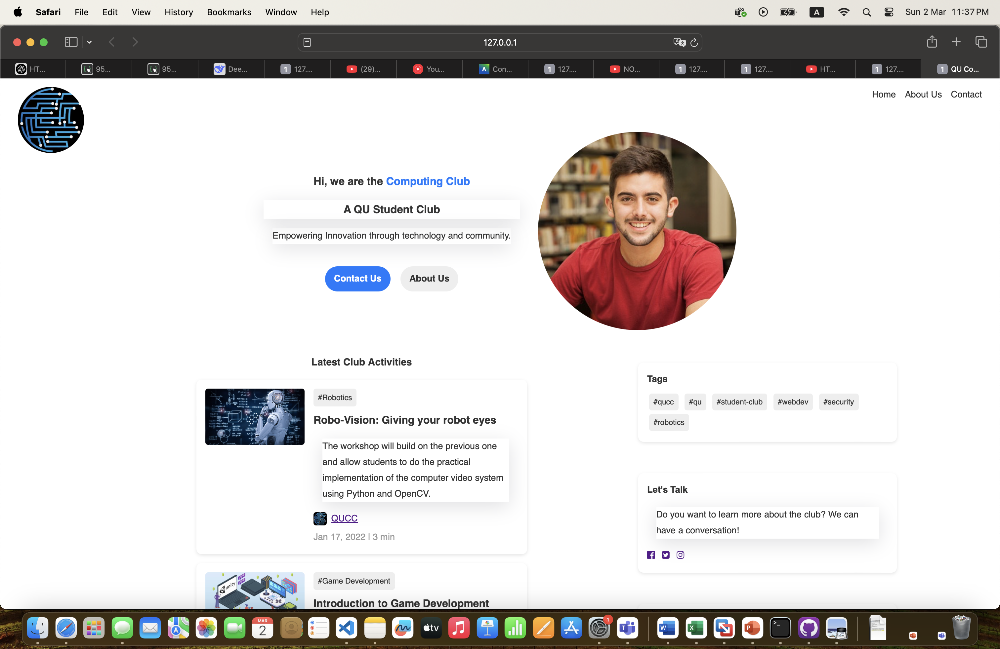 Safari File Edit View History Bookmarks Window Help
A
Sun 2 Mar 11:37 PM
127.0.0.1
HT...
95...
95...
Dee...
1 127....
(29)...
You...
Con...
1 127....
NO...
1 127....
1 127....
HT...
1 127....
1 QU Co...
Home About Us Contact
Hi, we are the Computing Club
A QU Student Club
Empowering Innovation through technology and community.
Contact Us About Us
Latest Club Activities
#Robotics
Robo-Vision: Giving your robot eyes
The workshop will build on the previous one
and allow students to do the practical
implementation of the computer video system
using Python and OpenCV.
QUCC
Jan 17, 2022 | 3 min
#Game Development
Introduction to Game Development
unity
Tags
#qucc #qu #student-club #webdev #security
#robotics
Let's Talk
Do you want to learn more about the club? We can
have a conversation!
MAR
2
tv
1
T
W
X
P
>_